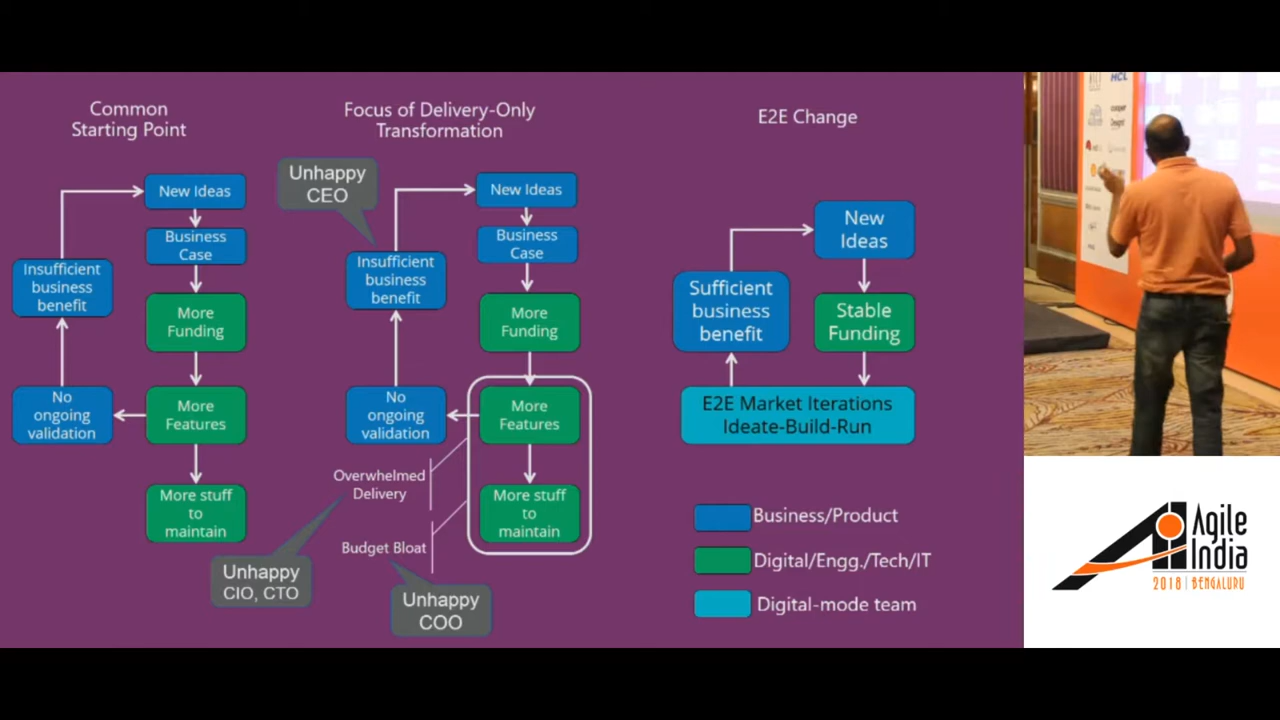 Common
Starting Point
New Ideas
Business
Case
Insufficient
business
benefit
More
Funding
No
ongoing
validation
More
Features
More stuff
to
maintain
Focus of Delivery-Only
Transformation
Unhappy
CEO
New Ideas
Business
Case
Insufficient
business
benefit
More
Funding
No
ongoing
validation
More
Features
Overwhelmed
Delivery
More stuff
to
maintain
Budget Bloat
Unhappy
CIO, CTO
Unhappy
COO
E2E Change
New
Ideas
Sufficient
business
benefit
Stable
Funding
E2E Market Iterations
Ideate-Build-Run
Business/Product
Digital/Engg./Tech/IT
Digital-mode team
HCL
Agile
India
2018 | BENGALURU